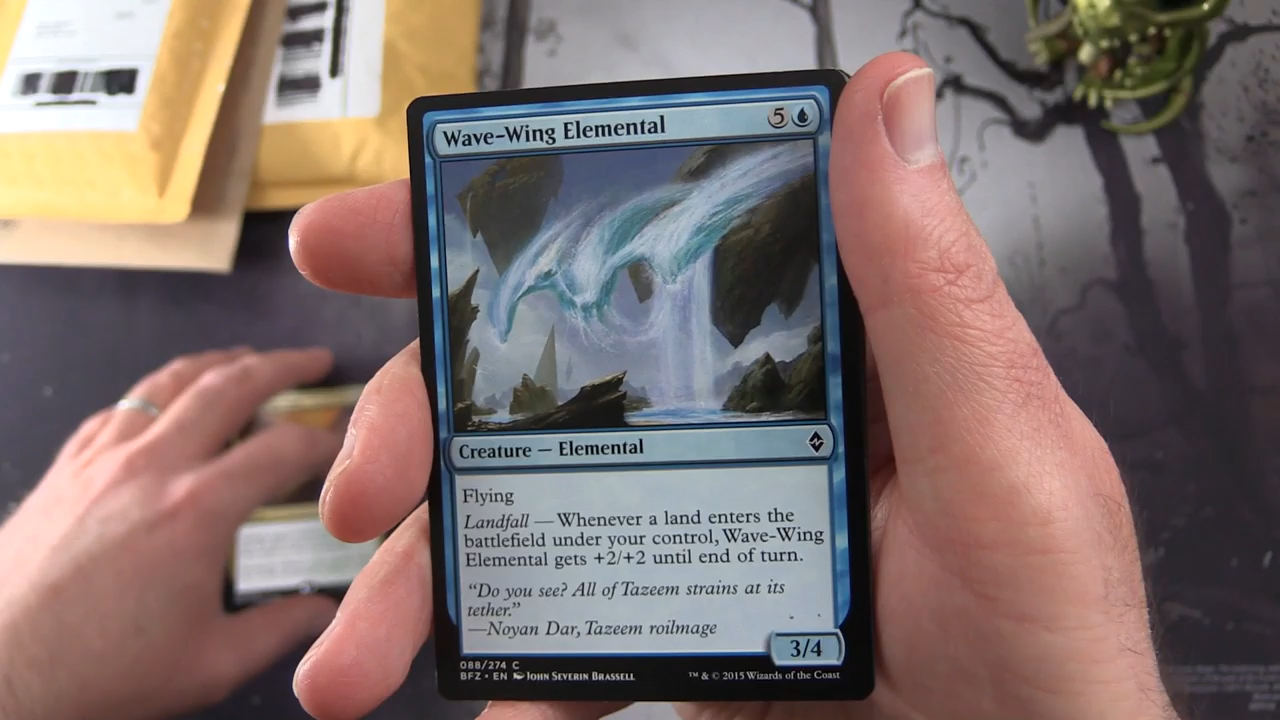 Wave-Wing Elemental 5
Creature — Elemental
Flying
Landfall — Whenever a land enters the
battlefield under your control, Wave-Wing
Elemental gets +2/+2 until end of turn.
"Do you see? All of Tazeem strains at its
tether."
—Noyan Dar, Tazeem roilmage
3/4
088/274 C
BFZ • EN John Severin Brassell
™ & © 2015 Wizards of the Coast